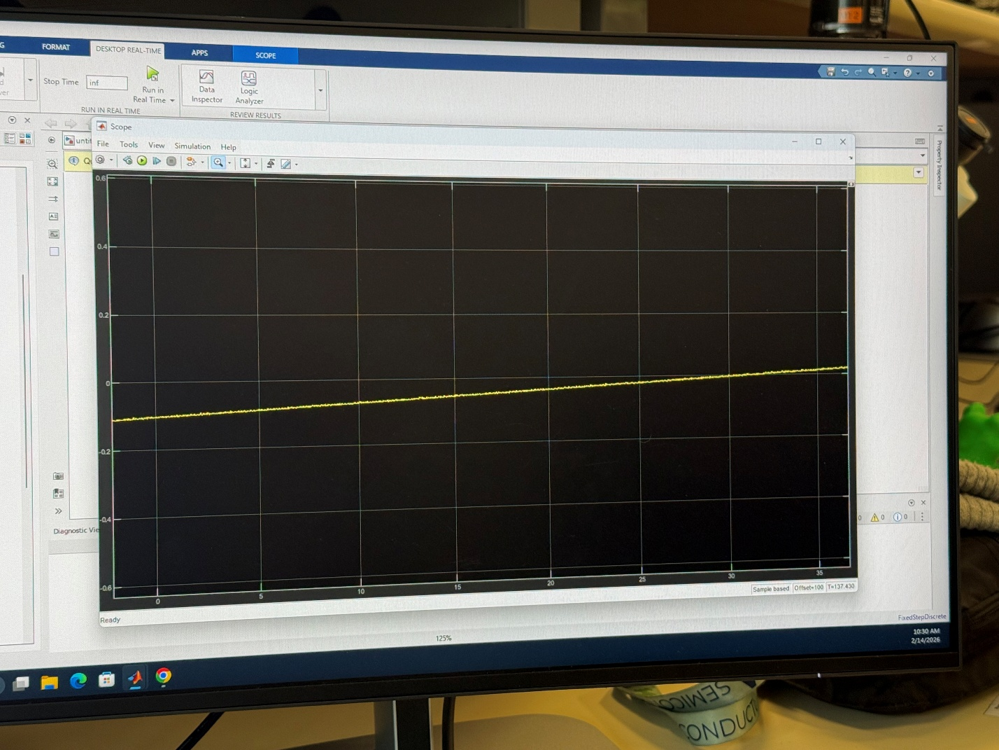 FORMAT DESKTOP REAL-TIME APPS SCOPE
Stop Time inf
Run in
Real Time
Data
Inspector
Logic
Analyzer
RUN IN REAL TIME
REVIEW RESULTS
Scope
File Tools View Simulation Help
Property Inspector
0.6
0.4
0.2
0
-0.2
-0.4
-0.6
0 5 10 15 20 25 30 35
Sample based Offset=100 T=137.430
Ready
Diagnostic
0 0 0
125%
FixedStepDiscrete
10:30 AM
2/14/2026
SEMICO
CONDUCT